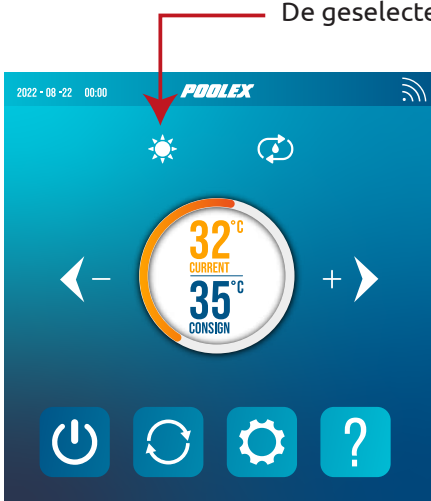 De geselecte
2022 - 08 -22 00:00 POOLEX
32°C
CURRENT
35°C
CONSIGN
- +
?